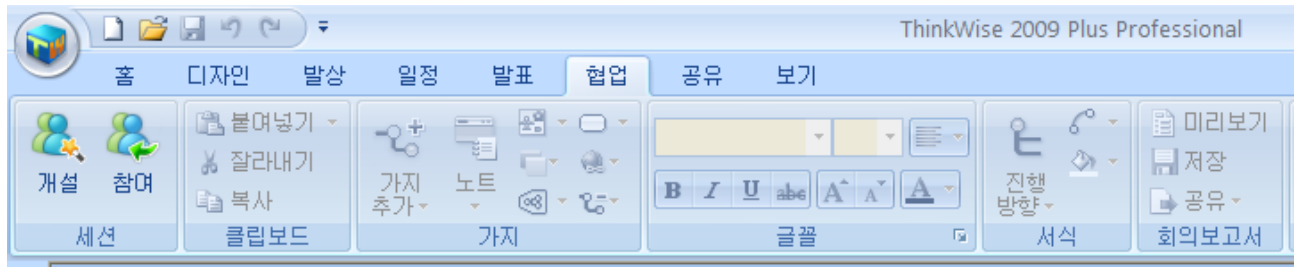 ThinkWise 2009 Plus Professional
홈 디자인 발상 일정 발표 협업 공유 보기
개설 참여
세션
붙여넣기
잘라내기
복사
클립보드
가지
추가
노트
가지
B I U abc A A A
글꼴
진행
방향
서식
미리보기
저장
공유
회의보고서